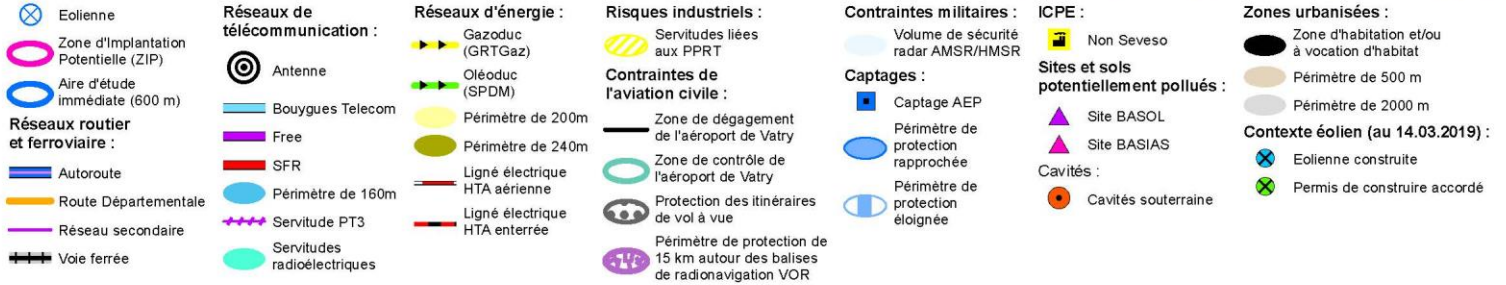 Eolienne
Zone d'Implantation
Potentielle (ZIP)
Aire d'étude
immédiate (600 m)
Réseaux routier
et ferroviaire :
Autoroute
Route Départementale
Réseau secondaire
Voie ferrée
Réseaux de
télécommunication :
Antenne
Bouygues Telecom
Free
SFR
Périmètre de 160m
Servitude PT3
Servitudes
radioélectriques
Réseaux d'énergie :
Gazoduc
(GRTGaz)
Oléoduc
(SPDM)
Périmètre de 200m
Périmètre de 240m
Ligné électrique
HTA aérienne
Ligné électrique
HTA enterrée
Risques industriels :
Servitudes liées
aux PPRT
Contraintes de
l'aviation civile :
Zone de dégagement
de l'aéroport de Vatry
Zone de contrôle de
l'aéroport de Vatry
Protection des itinéraires
de vol à vue
Périmètre de protection de
15 km autour des balises
de radionavigation VOR
Contraintes militaires :
Volume de sécurité
radar AMSR/HMSR
Captages :
Captage AEP
Périmètre de
protection
rapprochée
Périmètre de
protection
éloignée
ICPE :
Non Seveso
Sites et sols
potentiellement pollués :
Site BASOL
Site BASIAS
Cavités :
Cavités souterraine
Zones urbanisées :
Zone d'habitation et/ou
à vocation d'habitat
Périmètre de 500 m
Périmètre de 2000 m
Contexte éolien (au 14.03.2019) :
Eolienne construite
Permis de construire accordé